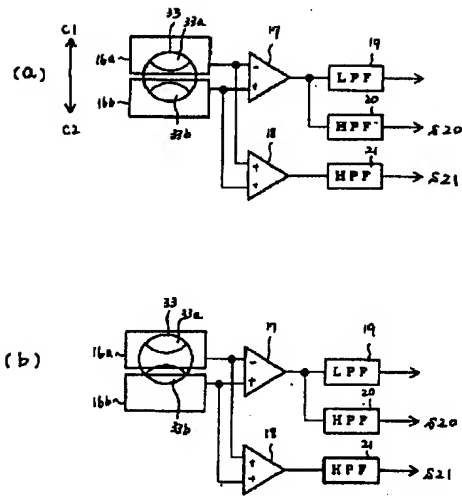 C1
C2
(a)
33
33a
16a
16b
33b
17
- 
+
18
+
+
19
LPF
20
HPF
S20
21
HPF
S21
(b)
33
33a
16a
16b
33b
17
-
+
18
+
+
19
LPF
20
HPF
S20
21
HPF
S21